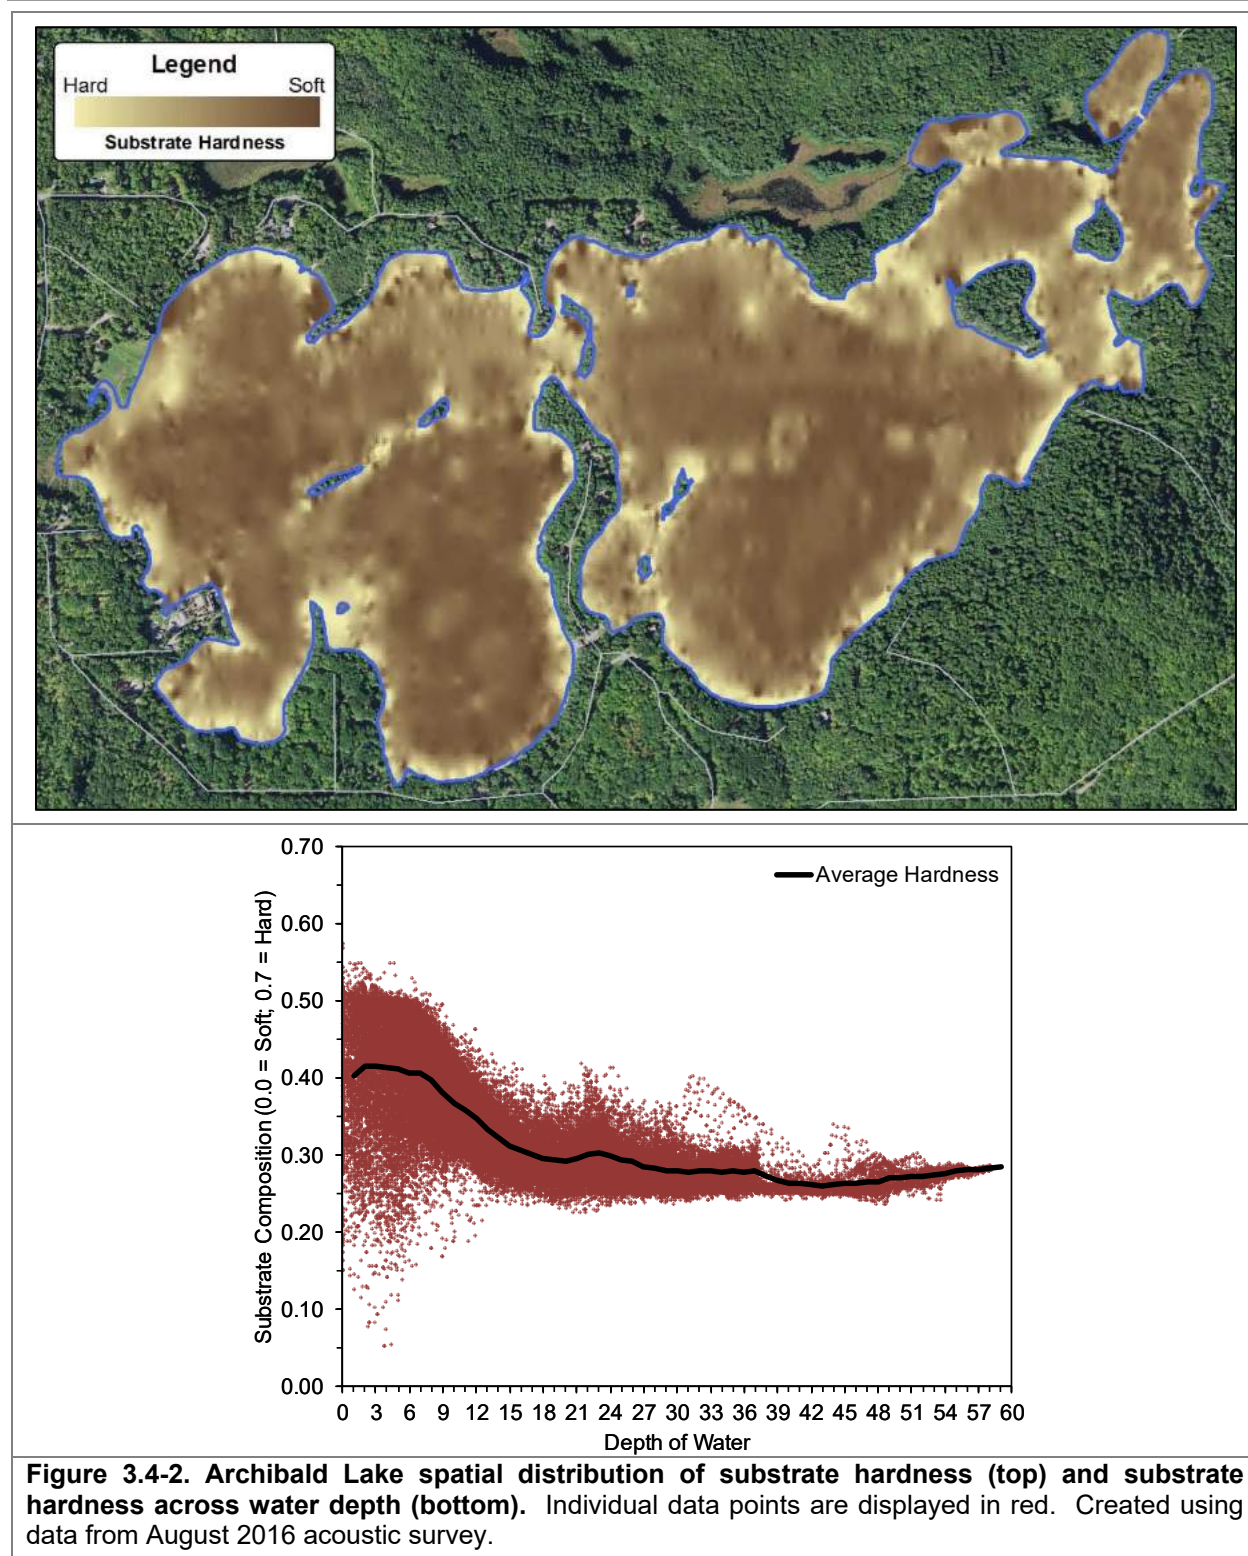 Legend
Hard Soft
Substrate Hardness
0.70
0.60
0.50
0.40
0.30
0.20
0.10
0.00
Substrate Composition (0.0 = Soft; 0.7 = Hard)
Average Hardness
0 3 6 9 12 15 18 21 24 27 30 33 36 39 42 45 48 51 54 57 60
Depth of Water
Figure 3.4-2. Archibald Lake spatial distribution of substrate hardness (top) and substrate
hardness across water depth (bottom). Individual data points are displayed in red. Created using
data from August 2016 acoustic survey.